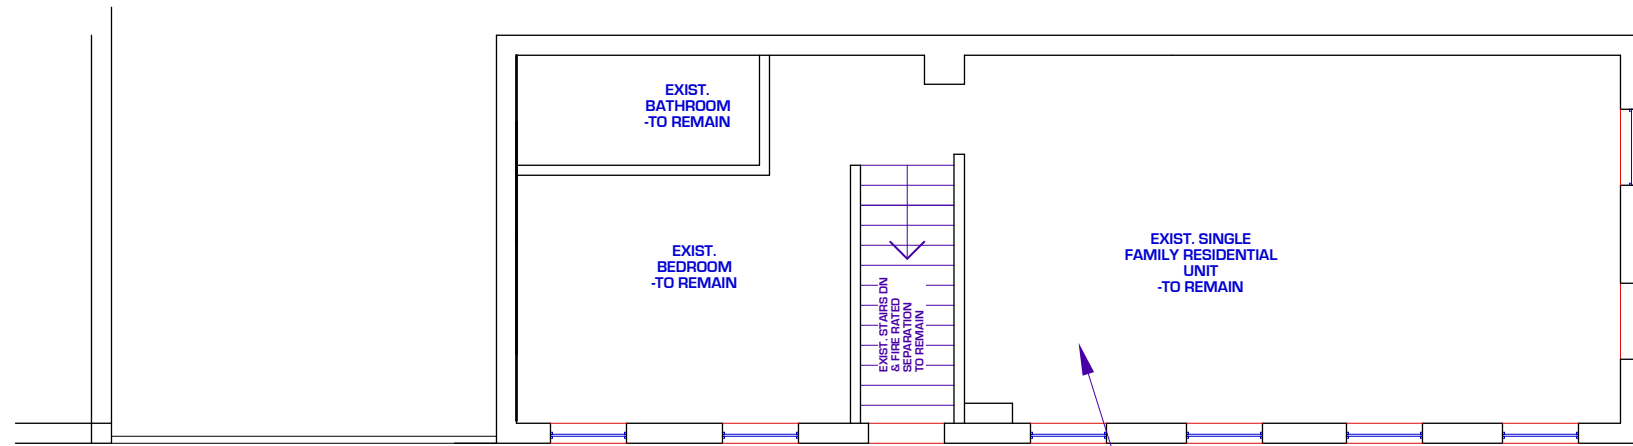 EXIST.
BATHROOM
-TO REMAIN
EXIST.
BEDROOM
-TO REMAIN
EXIST. STAIRS DN
& FIRE RATED
SEPARATION
TO REMAIN
EXIST. SINGLE
FAMILY RESIDENTIAL
UNIT
-TO REMAIN